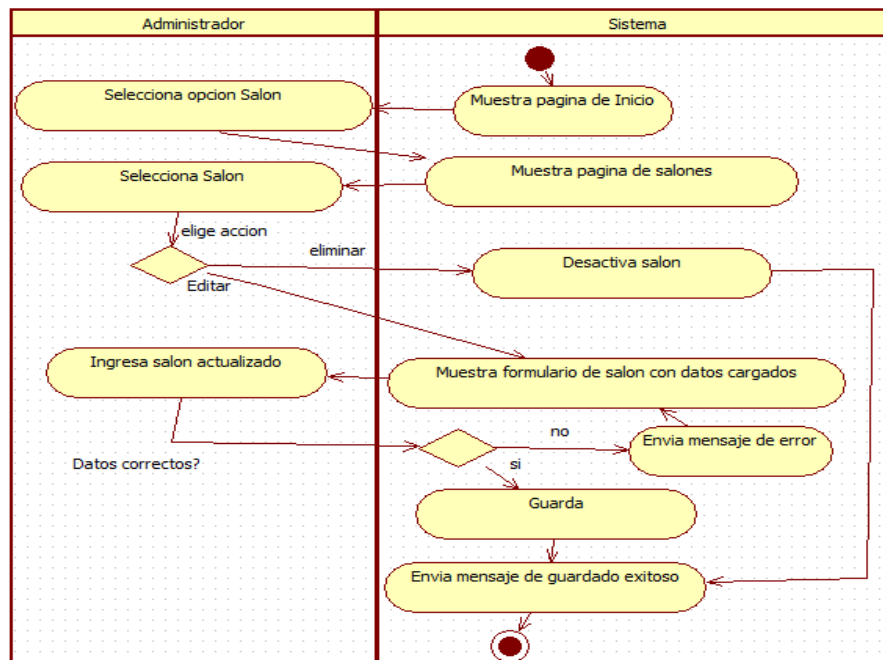 Administrador
Sistema
Muestra pagina de Inicio
Selecciona opcion Salon
Muestra pagina de salones
Selecciona Salon
elige accion
eliminar
Editar
Desactiva salon
Muestra formulario de salon con datos cargados
Ingresa salon actualizado
Datos correctos?
no
Envia mensaje de error
si
Guarda
Envia mensaje de guardado exitoso